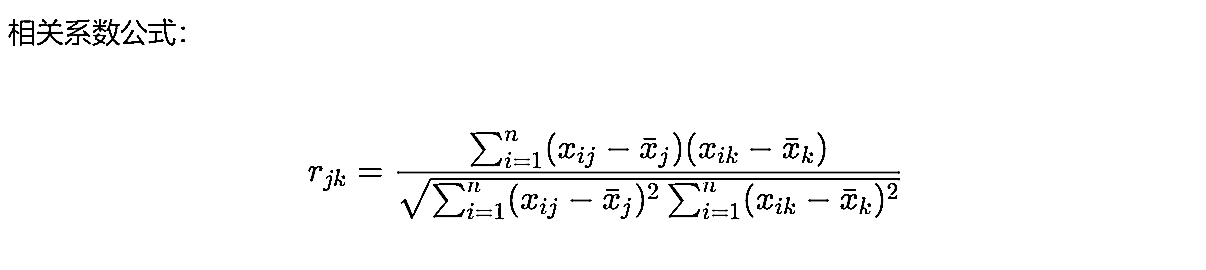 相关系数公式：
r_{jk} = \frac{\sum_{i=1}^{n}(x_{ij} - \bar{x}_j)(x_{ik} - \bar{x}_k)}{\sqrt{\sum_{i=1}^{n}(x_{ij} - \bar{x}_j)^2 \sum_{i=1}^{n}(x_{ik} - \bar{x}_k)^2}}